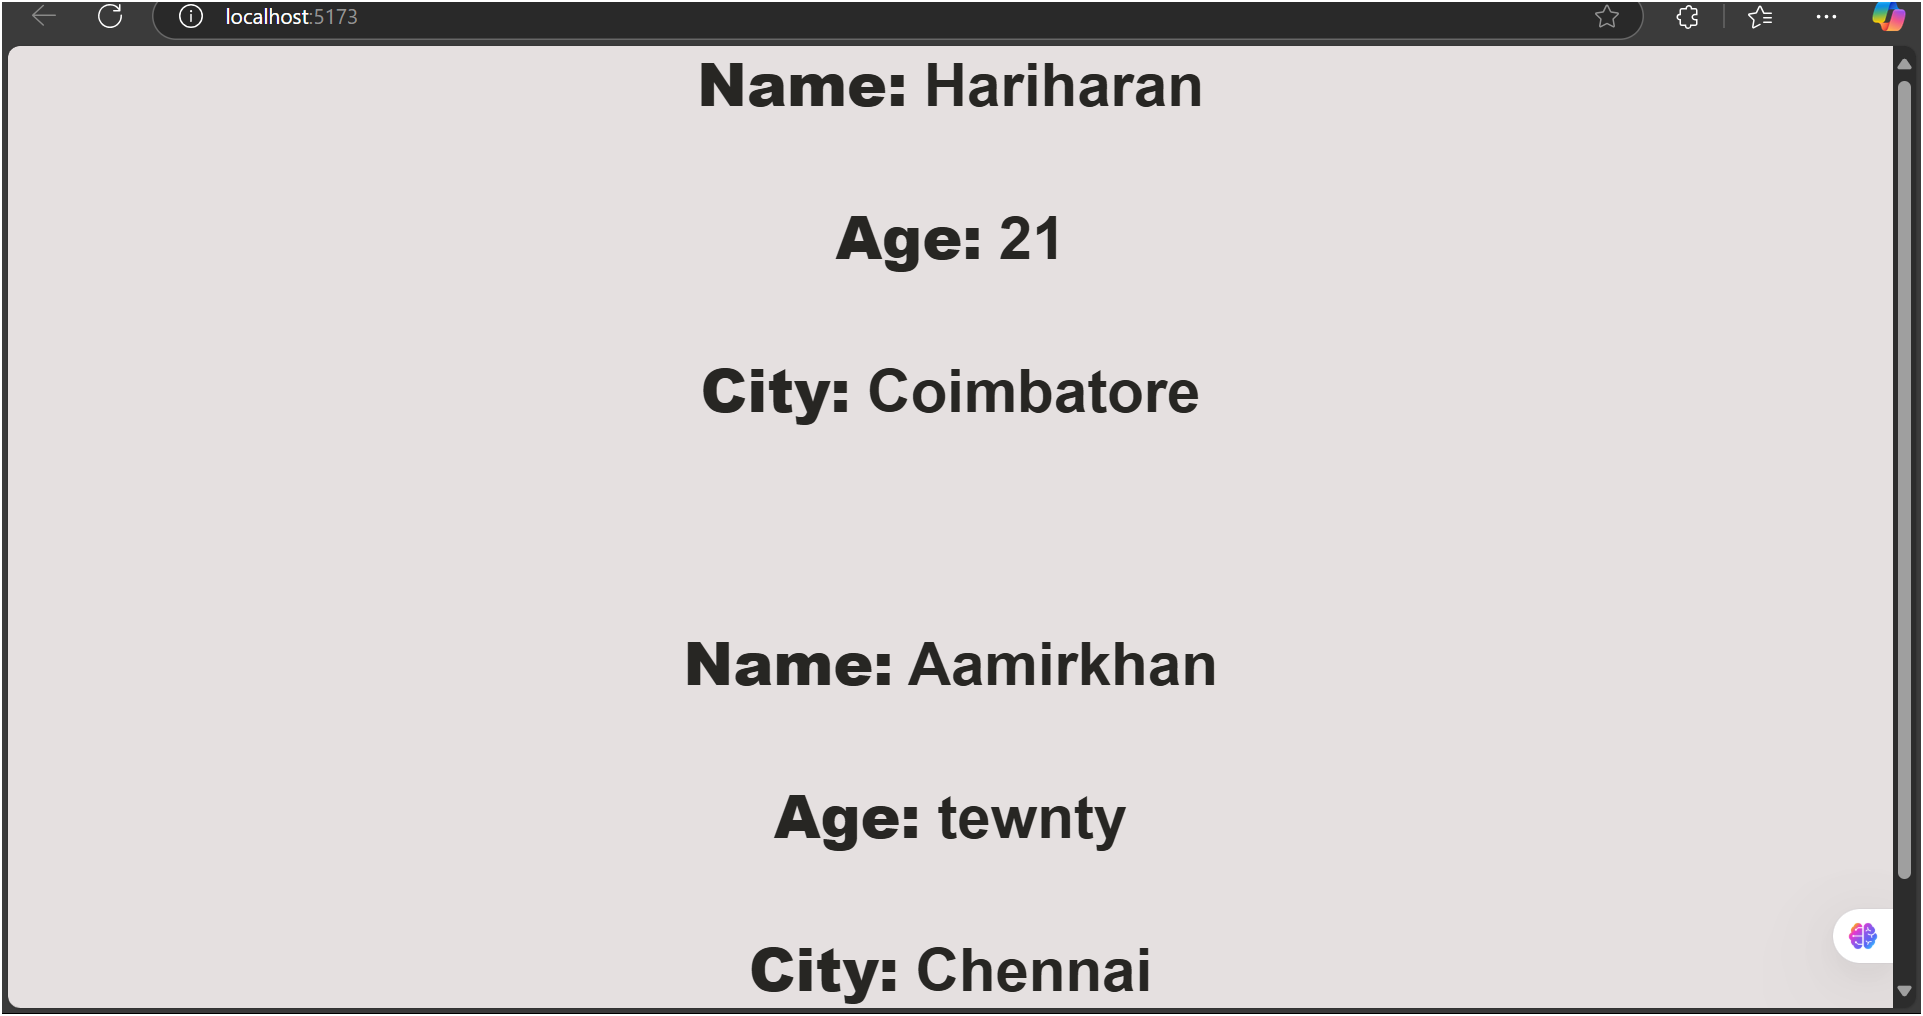 localhost:5173
Name: Hariharan
Age: 21
City: Coimbatore
Name: Aamirkhan
Age: tewnty
City: Chennai